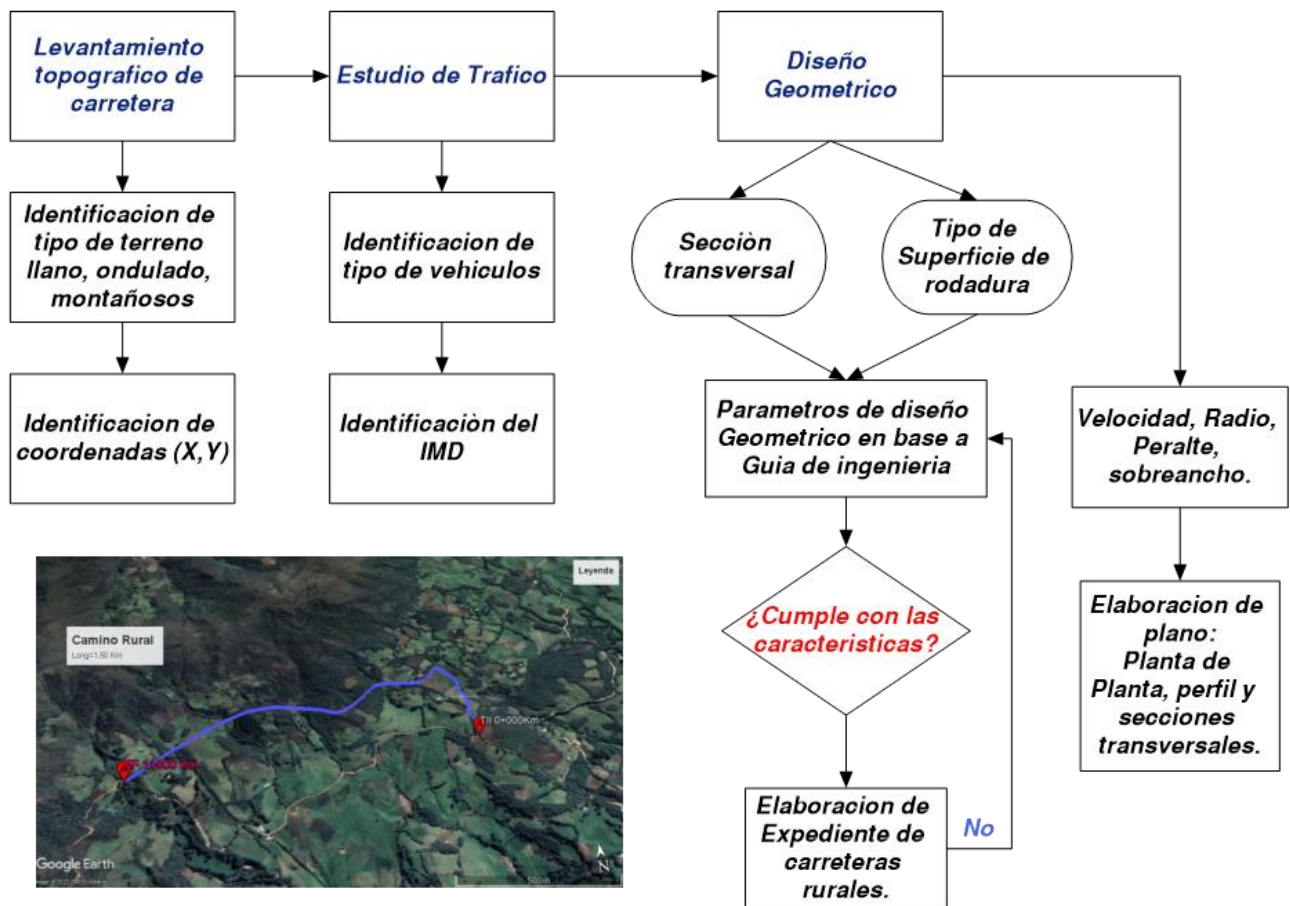 Levantamiento
topografico de
carretera
Estudio de Trafico
Diseño
Geometrico
Identificacion de
tipo de terreno
llano, ondulado,
montañosos
Identificacion de
tipo de vehiculos
Secciòn
transversal
Tipo de
Superficie de
rodadura
Identificacion de
coordenadas (X,Y)
Identificaciòn del
IMD
Parametros de diseño
Geometrico en base a
Guia de ingenieria
Velocidad, Radio,
Peralte,
sobreancho.
¿Cumple con las
caracteristicas?
Elaboracion de
plano:
Planta de
Planta, perfil y
secciones
transversales.
Elaboracion de
Expediente de
carreteras
rurales.
No
Leyenda
Camino Rural
Long=1.50 Km
TII 0+000Km
Google Earth
500 m
N